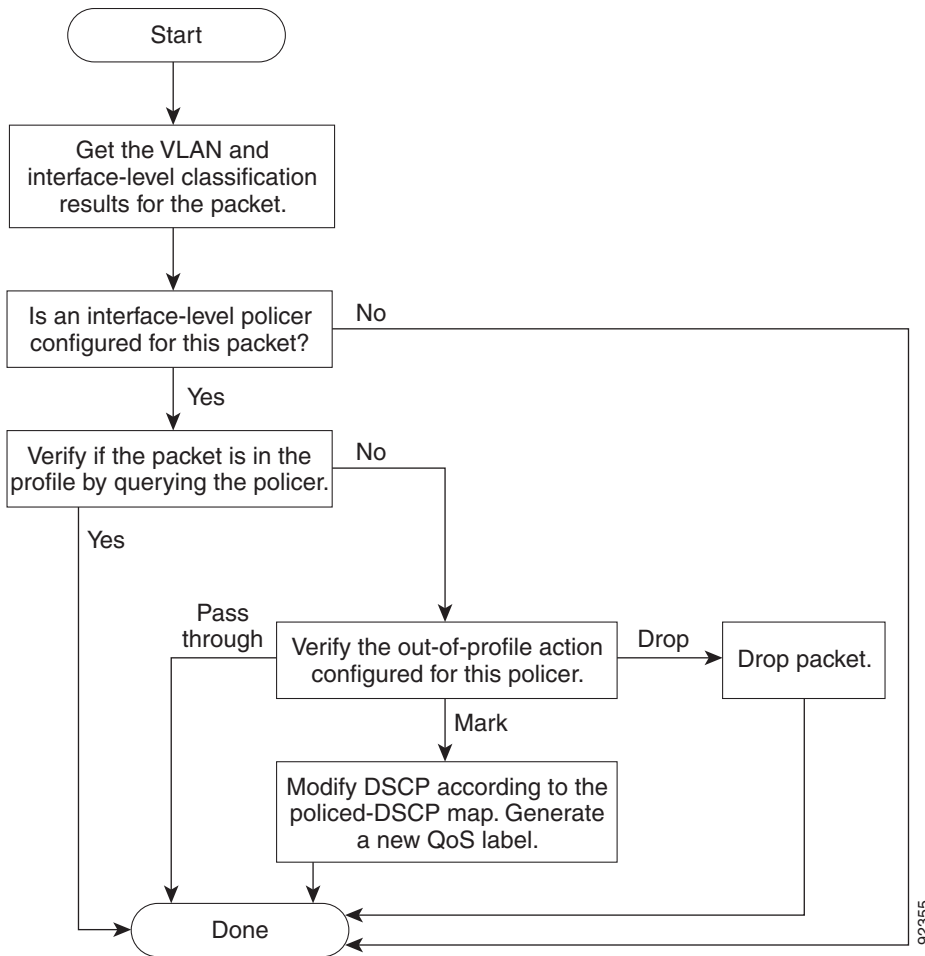 Start
Get the VLAN and
interface-level classification
results for the packet.
Is an interface-level policer
configured for this packet?
No
Yes
Verify if the packet is in the
profile by querying the policer.
No
Yes
Pass
through
Verify the out-of-profile action
configured for this policer.
Drop
Drop packet.
Mark
Modify DSCP according to the
policed-DSCP map. Generate
a new QoS label.
Done
92355